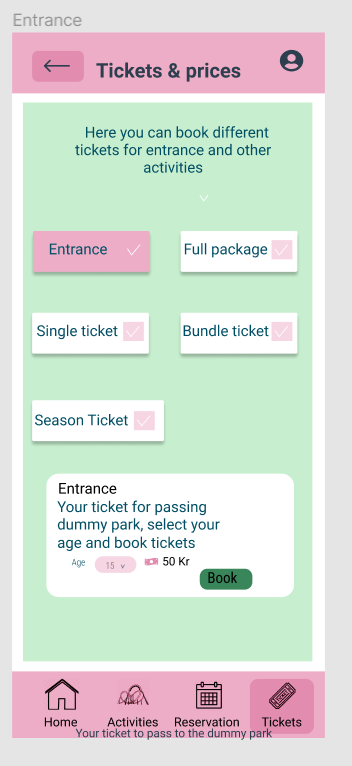 Entrance
Tickets & prices
Here you can book different
tickets for entrance and other
activities
Entrance
Full package
Single ticket
Bundle ticket
Season Ticket
Entrance
Your ticket for passing
dummy park, select your
age and book tickets
Age 15 50 Kr
Book
Home Activities Reservation Tickets
Your ticket to pass to the dummy park